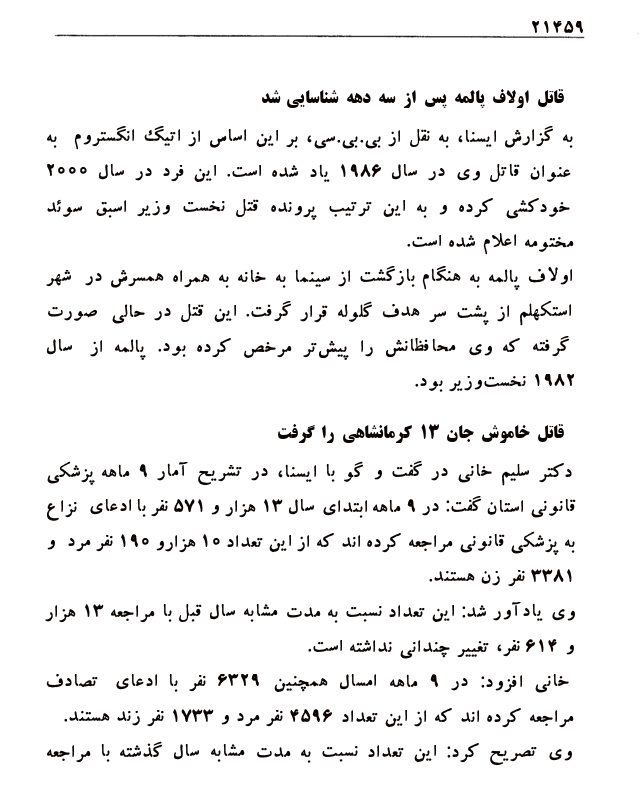 ۲۱۴۵۹
قاتل اولاف پالمه پس از سه دهه شناسایی شد
به گزارش ایسنا، به نقل از بی.بی.سی، بر این اساس از اتیگ انگستروم به
عنوان قاتل وی در سال ۱۹۸۶ یاد شده است. این فرد در سال ۲۰۰۰
خودکشی کرده و به این ترتیب پرونده قتل نخست وزیر اسبق سوئد
مختومه اعلام شده است.
اولاف پالمه به هنگام بازگشت از سینما به خانه به همراه همسرش در شهر
استکهلم از پشت سر هدف گلوله قرار گرفت. این قتل در حالی صورت
گرفته که وی محافظانش را پیش‌تر مرخص کرده بود. پالمه از سال
۱۹۸۲ نخست‌وزیر بود.
قاتل خاموش جان ۱۳ کرمانشاهی را گرفت
دکتر سلیم خانی در گفت و گو با ایسنا، در تشریح آمار ۹ ماهه پزشکی
قانونی استان گفت: در ۹ ماهه ابتدای سال ۱۳ هزار و ۵۷۱ نفر با ادعای نزاع
به پزشکی قانونی مراجعه کرده اند که از این تعداد ۱۰ هزارو ۱۹۰ نفر مرد و
۳۳۸۱ نفر زن هستند.
وی یادآور شد: این تعداد نسبت به مدت مشابه سال قبل با مراجعه ۱۳ هزار
و ۶۱۴ نفر، تغییر چندانی نداشته است.
خانی افزود: در ۹ ماهه امسال همچنین ۶۳۲۹ نفر با ادعای تصادف
مراجعه کرده اند که از این تعداد ۴۵۹۶ نفر مرد و ۱۷۳۳ نفر زند هستند.
وی تصریح کرد: این تعداد نسبت به مدت مشابه سال گذشته با مراجعه